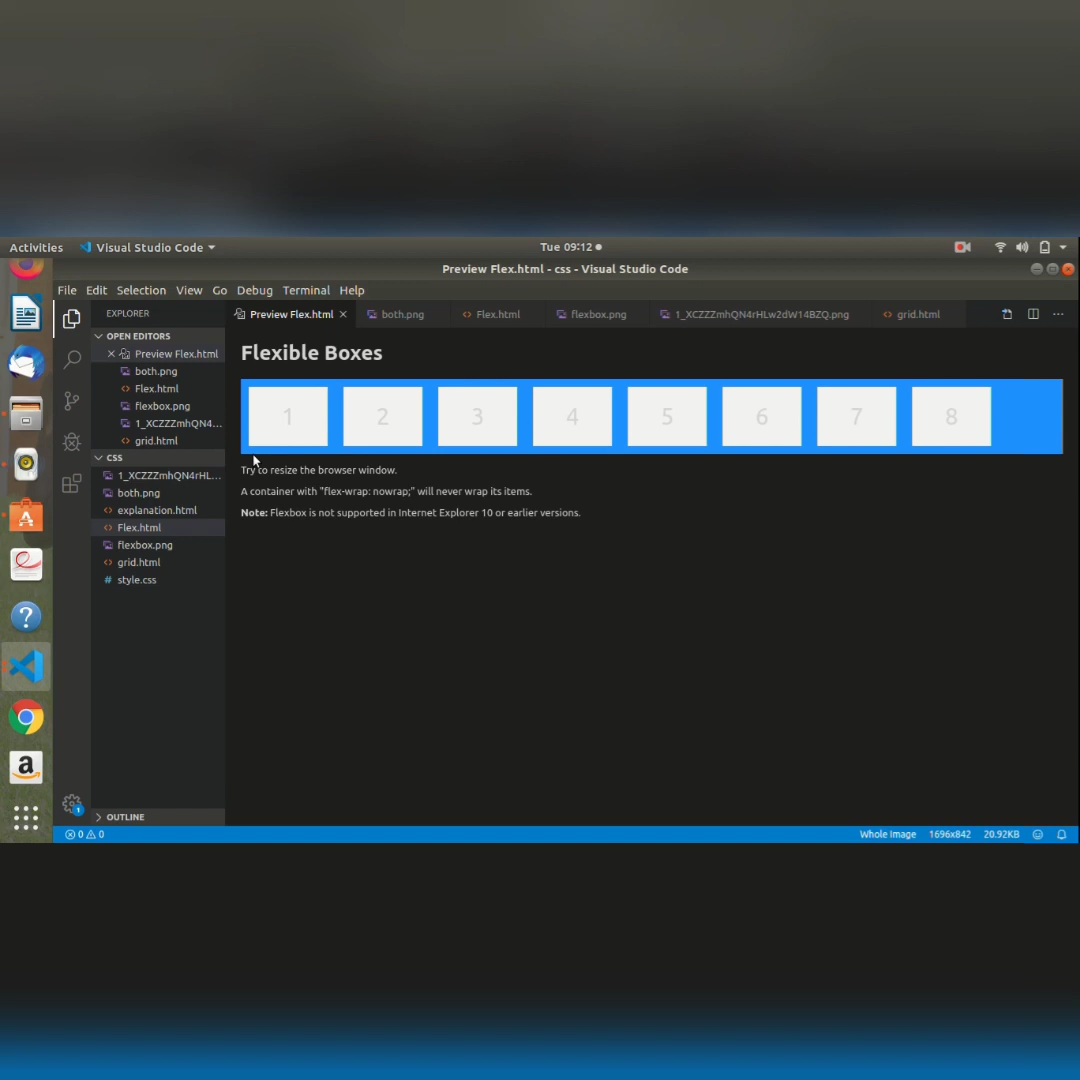 Activities Visual Studio Code Tue 09:12
Preview Flex.html - css - Visual Studio Code
File Edit Selection View Go Debug Terminal Help
EXPLORER
OPEN EDITORS
Preview Flex.html
both.png
Flex.html
flexbox.png
1_XCZZZmhQN4...
grid.html
CSS
1_XCZZZmhQN4rHL...
both.png
explanation.html
Flex.html
flexbox.png
grid.html
style.css
OUTLINE
Preview Flex.html both.png Flex.html flexbox.png 1_XCZZZmhQN4rHLw2dW14BZQ.png grid.html
Flexible Boxes
1 2 3 4 5 6 7 8
Try to resize the browser window.
A container with "flex-wrap: nowrap;" will never wrap its items.
Note: Flexbox is not supported in Internet Explorer 10 or earlier versions.
1
0 0 Whole Image 1696x842 20.92KB